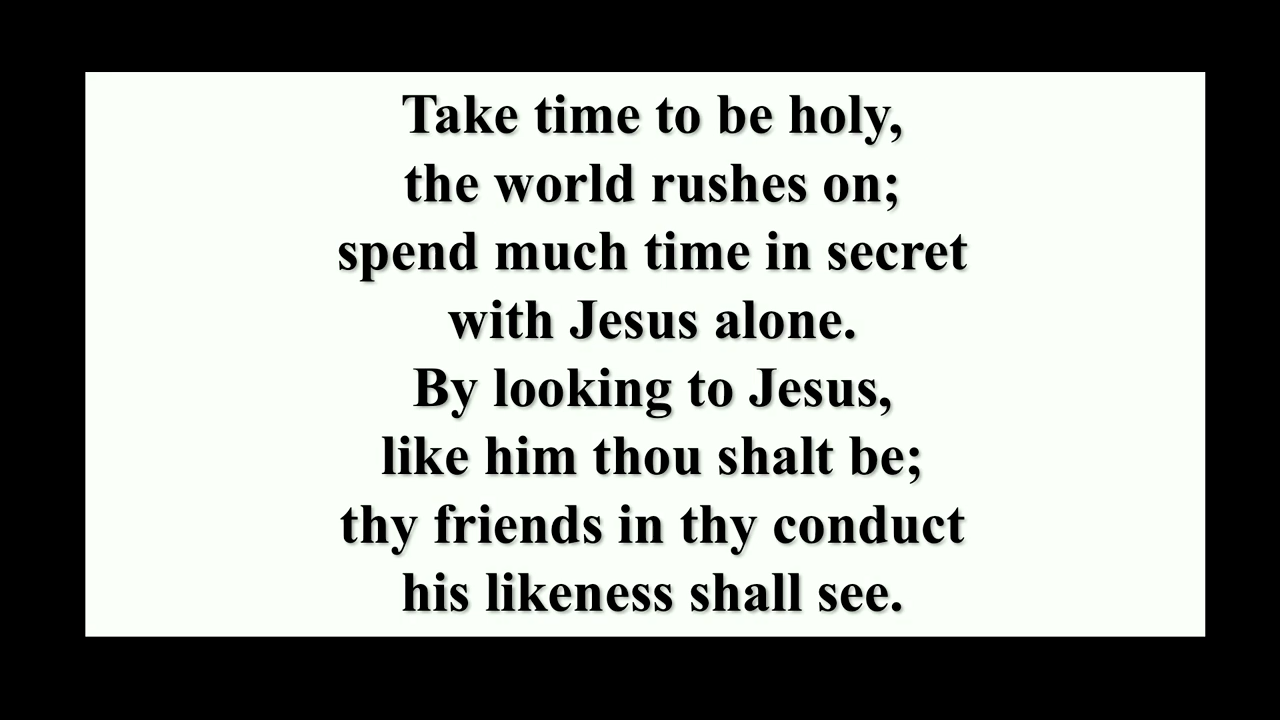 Take time to be holy,
the world rushes on;
spend much time in secret
with Jesus alone.
By looking to Jesus,
like him thou shalt be;
thy friends in thy conduct
his likeness shall see.